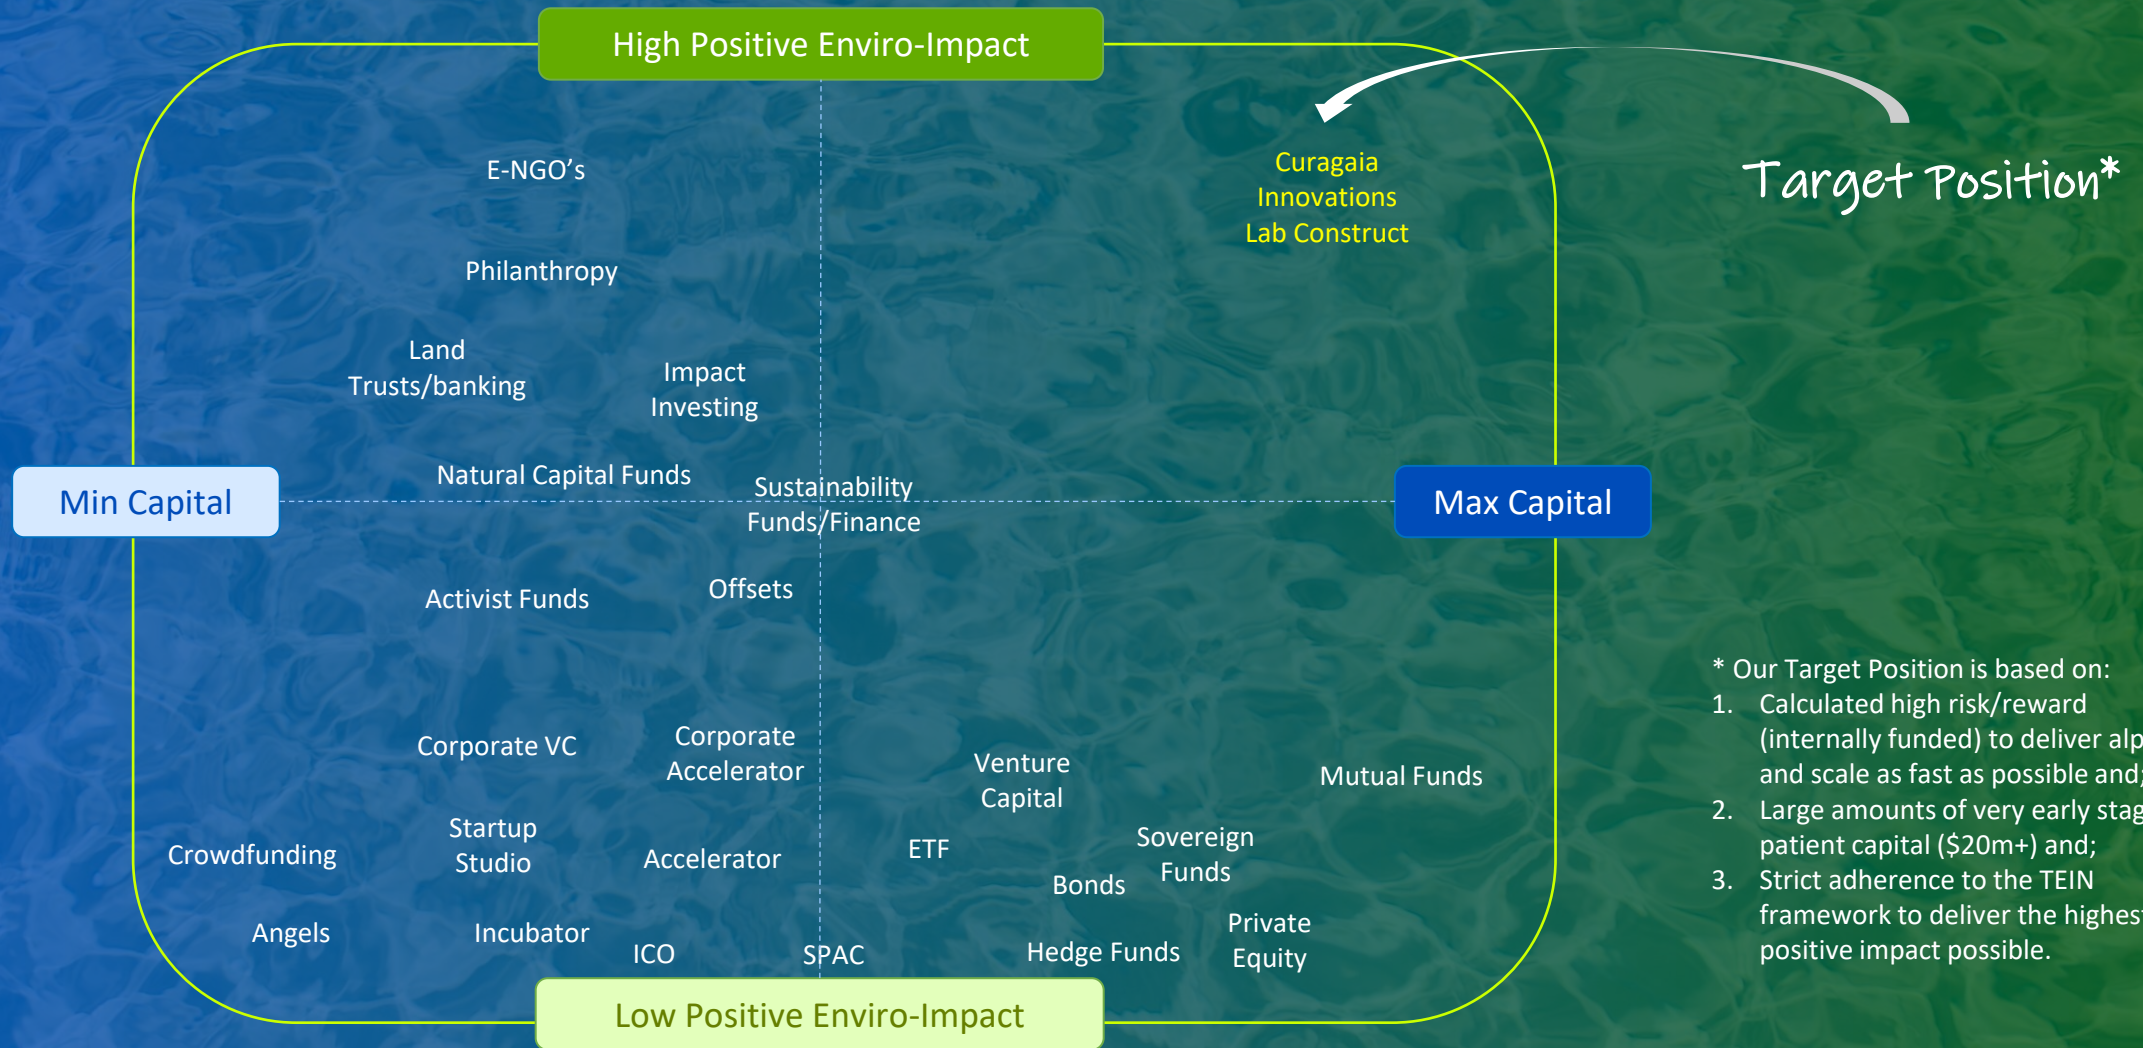 High Positive Enviro-Impact
E-NGO's
Curagaia
Innovations
Lab Construct
Target Position*
Philanthropy
Land
Trusts/banking
Impact
Investing
Natural Capital Funds
Sustainability
Funds/Finance
Min Capital
Max Capital
Activist Funds
Offsets
Corporate VC
Corporate
Accelerator
Venture
Capital
Mutual Funds
Crowdfunding
Startup
Studio
Accelerator
ETF
Sovereign
Funds
Bonds
Angels
Incubator
ICO
SPAC
Hedge Funds
Private
Equity
Low Positive Enviro-Impact
* Our Target Position is based on:
1. Calculated high risk/reward
(internally funded) to deliver
and scale as fast as possible and;
2. Large amounts of very early
patient capital ($20m+) and;
3. Strict adherence to the TEIN
framework to deliver the highest
positive impact possible.